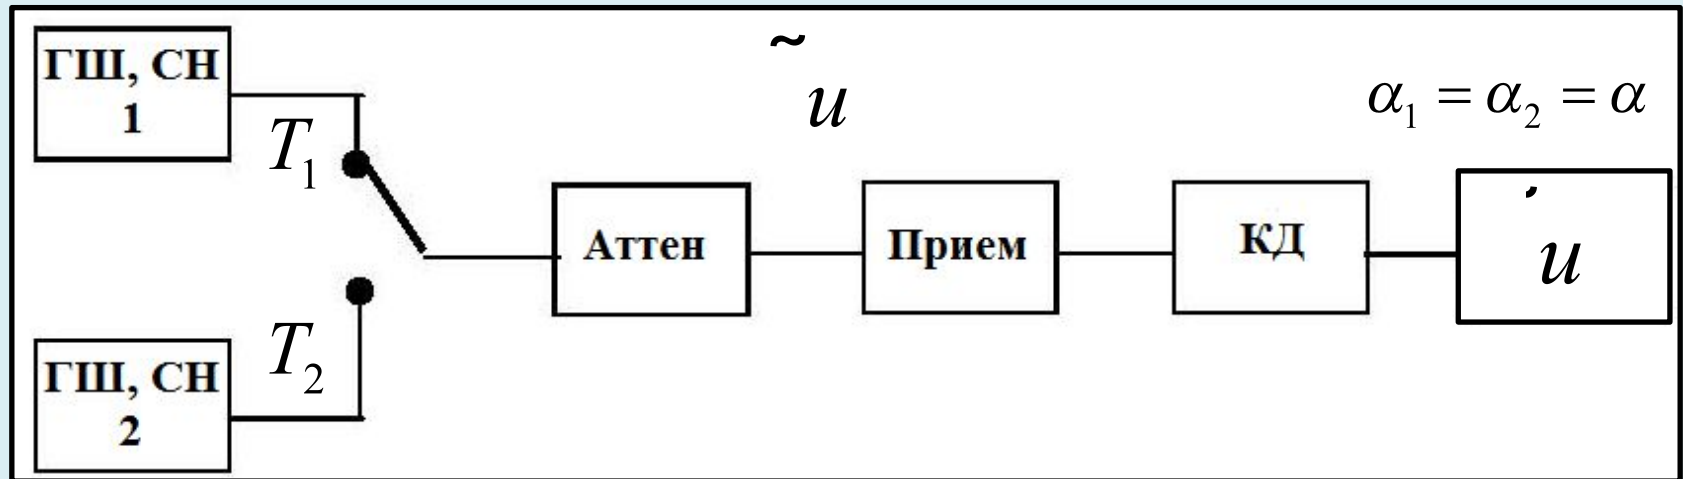 ГШ, СН
1
T₁
~
u
α₁ = α₂ = α
Аттен
Прием
КД
u
ГШ, СН
2
T₂